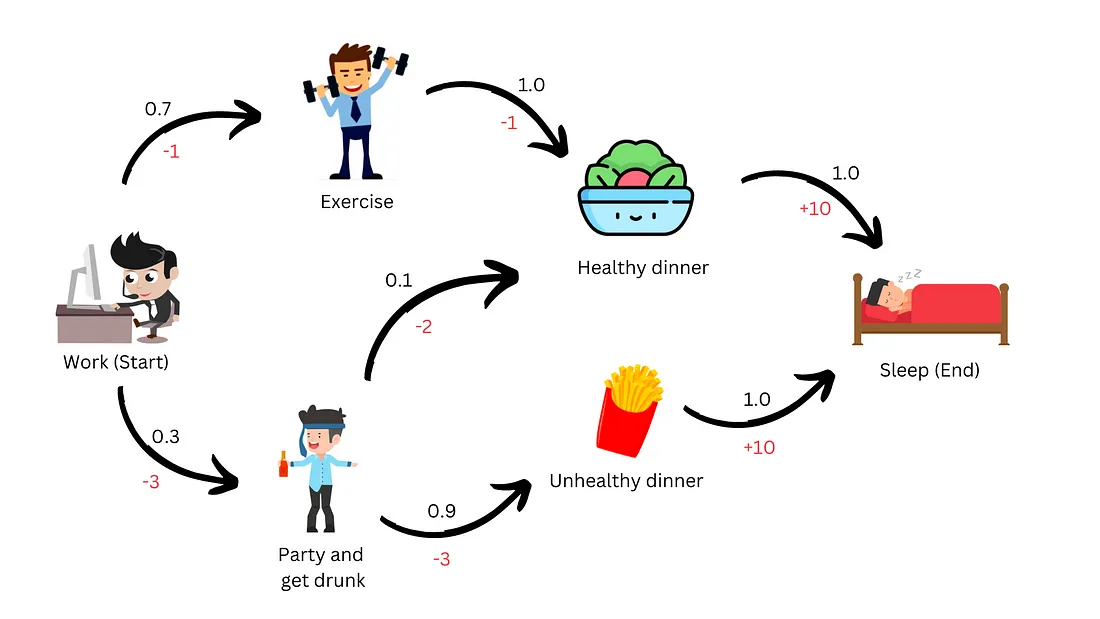 0.7
-1
Exercise
1.0
-1
Healthy dinner
1.0
+10
zzz
Work (Start)
0.1
-2
Sleep (End)
0.3
-3
Party and
get drunk
0.9
-3
Unhealthy dinner
1.0
+10